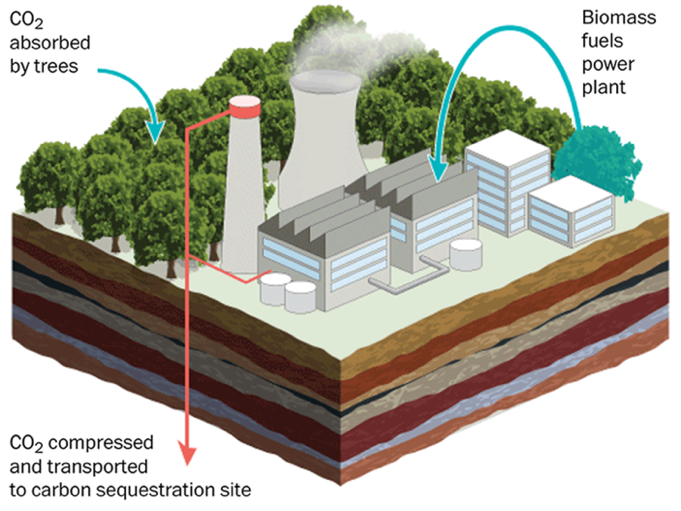 CO₂
absorbed
by trees
Biomass
fuels
power
plant
CO₂ compressed
and transported
to carbon sequestration site